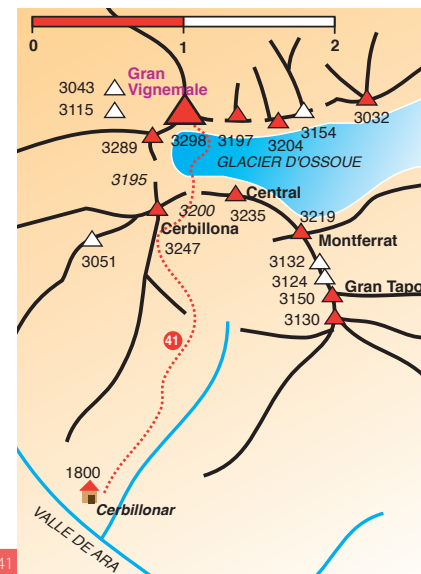 0 1 2
Gran
Vignemale
3043
3115
3154
3032
3289
3298
3197
3204
GLACIER D'OSSOUE
3195
Central
3200
3235
3219
Cerbillona
3247
Montferrat
3051
3132
3124
Gran Tapo
3150
3130
41
1800
Cerbillonar
VALLE DE ARA
41